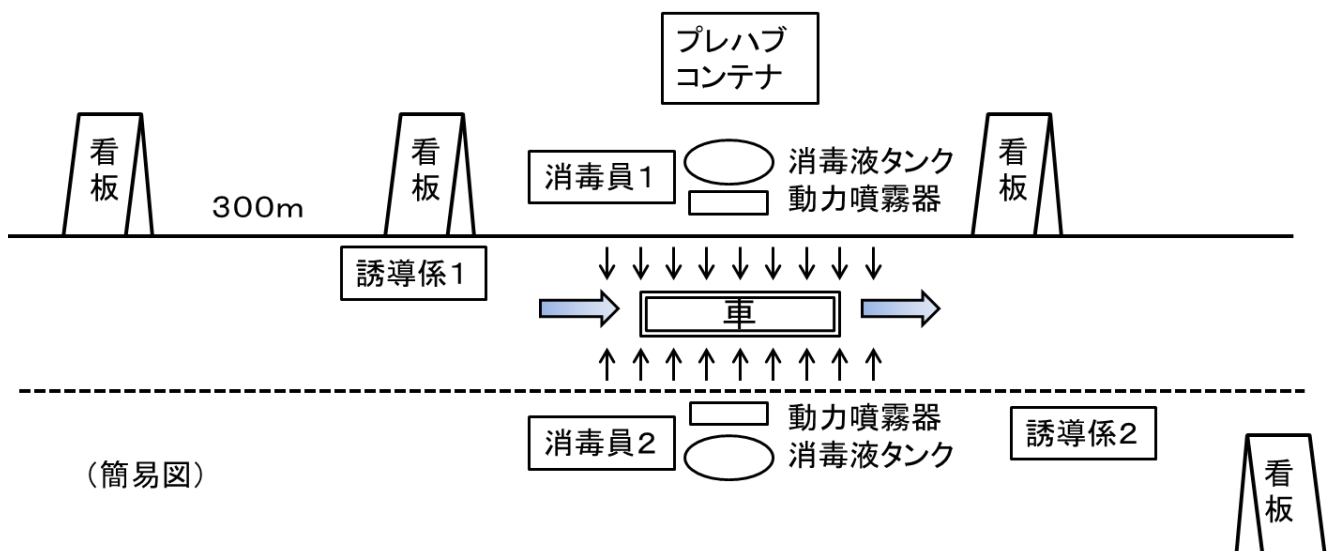 プレハブ
コンテナ
看板
300m
看板
消毒員1
消毒液タンク
動力噴霧器
看板
誘導係1
車
消毒員2
動力噴霧器
消毒液タンク
誘導係2
看板
(簡易図)